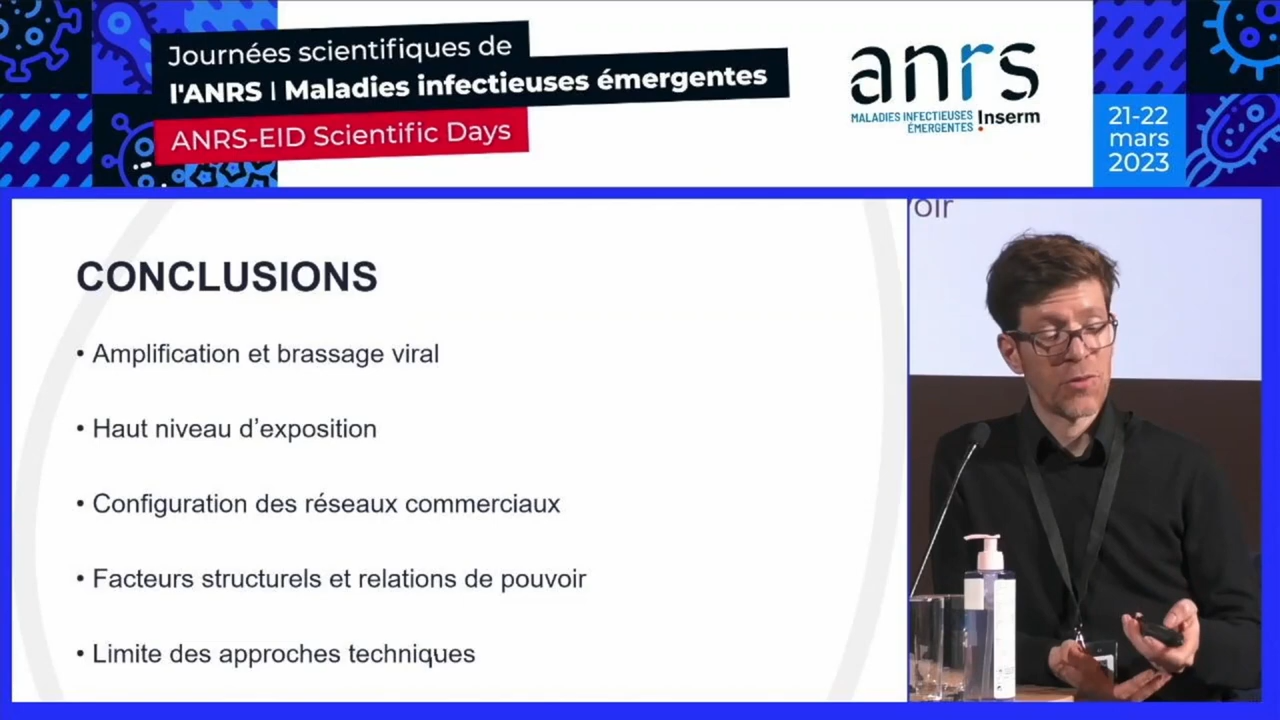 Journées scientifiques de
l'ANRS | Maladies infectieuses émergentes
ANRS-EID Scientific Days
anrs
MALADIES INFECTIEUSES
ÉMERGENTES
Inserm
21-22
mars
2023
CONCLUSIONS
• Amplification et brassage viral
• Haut niveau d’exposition
• Configuration des réseaux commerciaux
• Facteurs structurels et relations de pouvoir
• Limite des approches techniques
voir